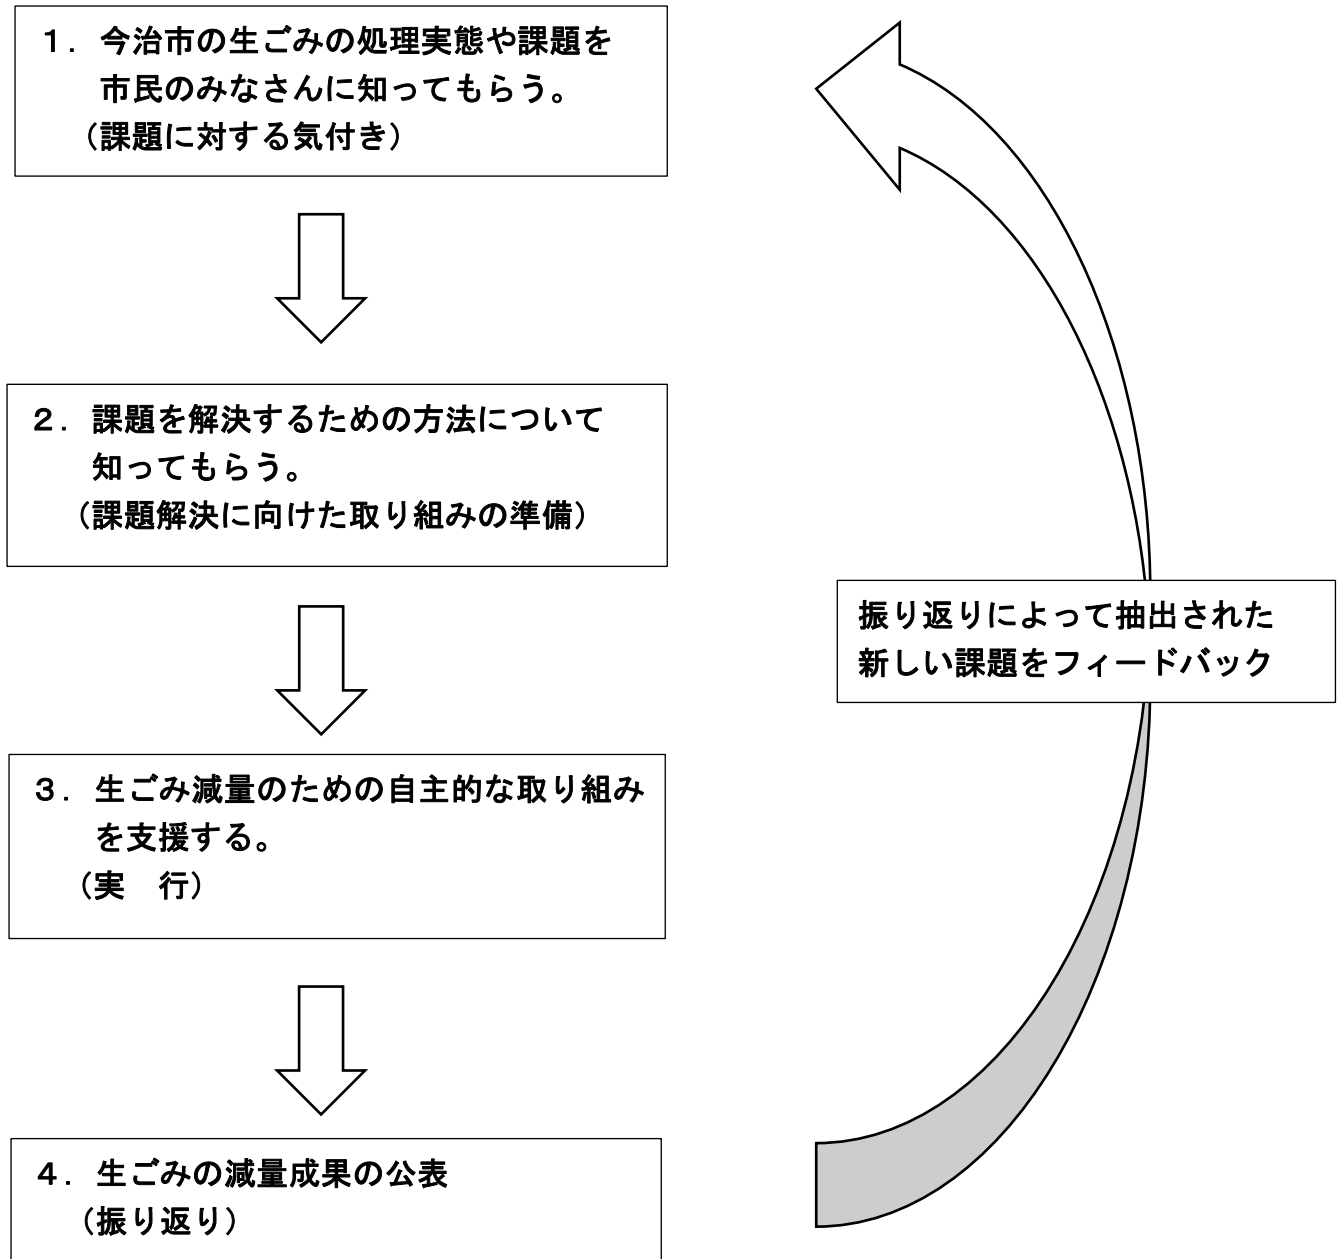 １．今治市の生ごみの処理実態や課題を
市民のみなさんに知ってもらう。
（課題に対する気付き）
２．課題を解決するための方法について
知ってもらう。
（課題解決に向けた取り組みの準備）
振り返りによって抽出された
新しい課題をフィードバック
３．生ごみ減量のための自主的な取り組み
を支援する。
（実　行）
４．生ごみの減量成果の公表
（振り返り）